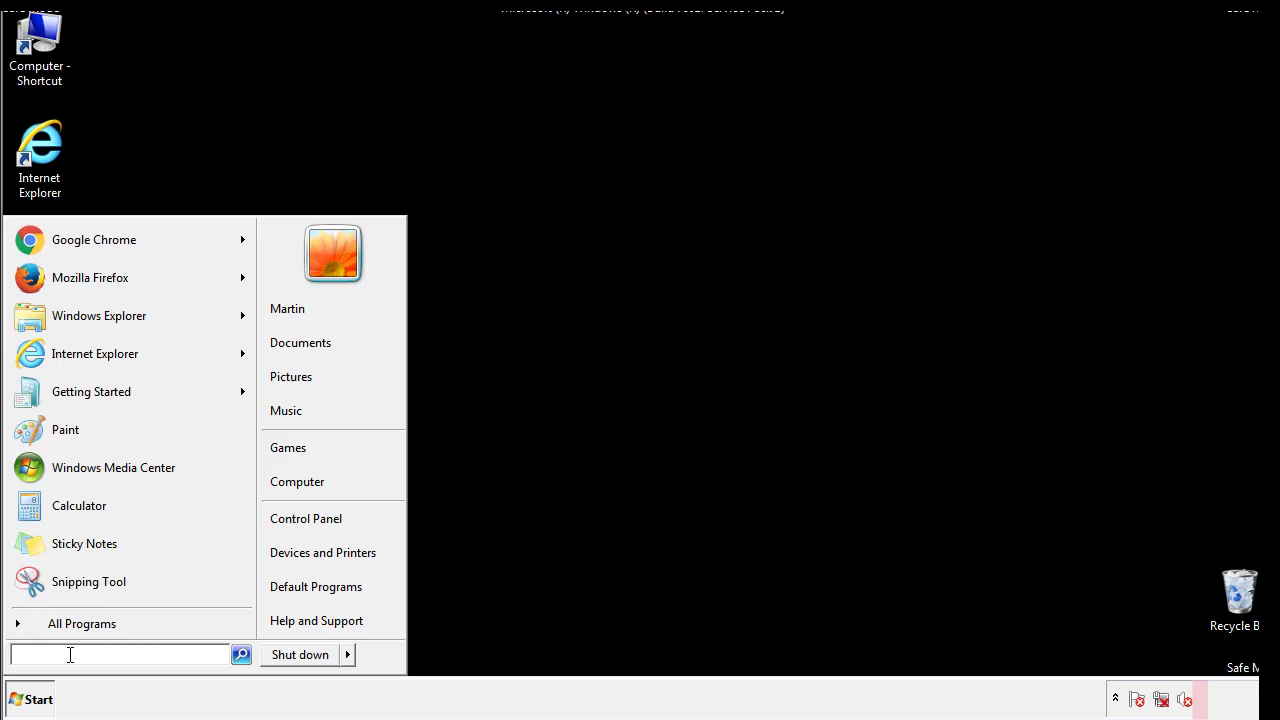 Computer -
Shortcut
Internet
Explorer
Google Chrome
Mozilla Firefox
Windows Explorer
Internet Explorer
Getting Started
Paint
Windows Media Center
Calculator
Sticky Notes
Snipping Tool
All Programs
Martin
Documents
Pictures
Music
Games
Computer
Control Panel
Devices and Printers
Default Programs
Help and Support
Shut down
Start
Recycle B
Safe M